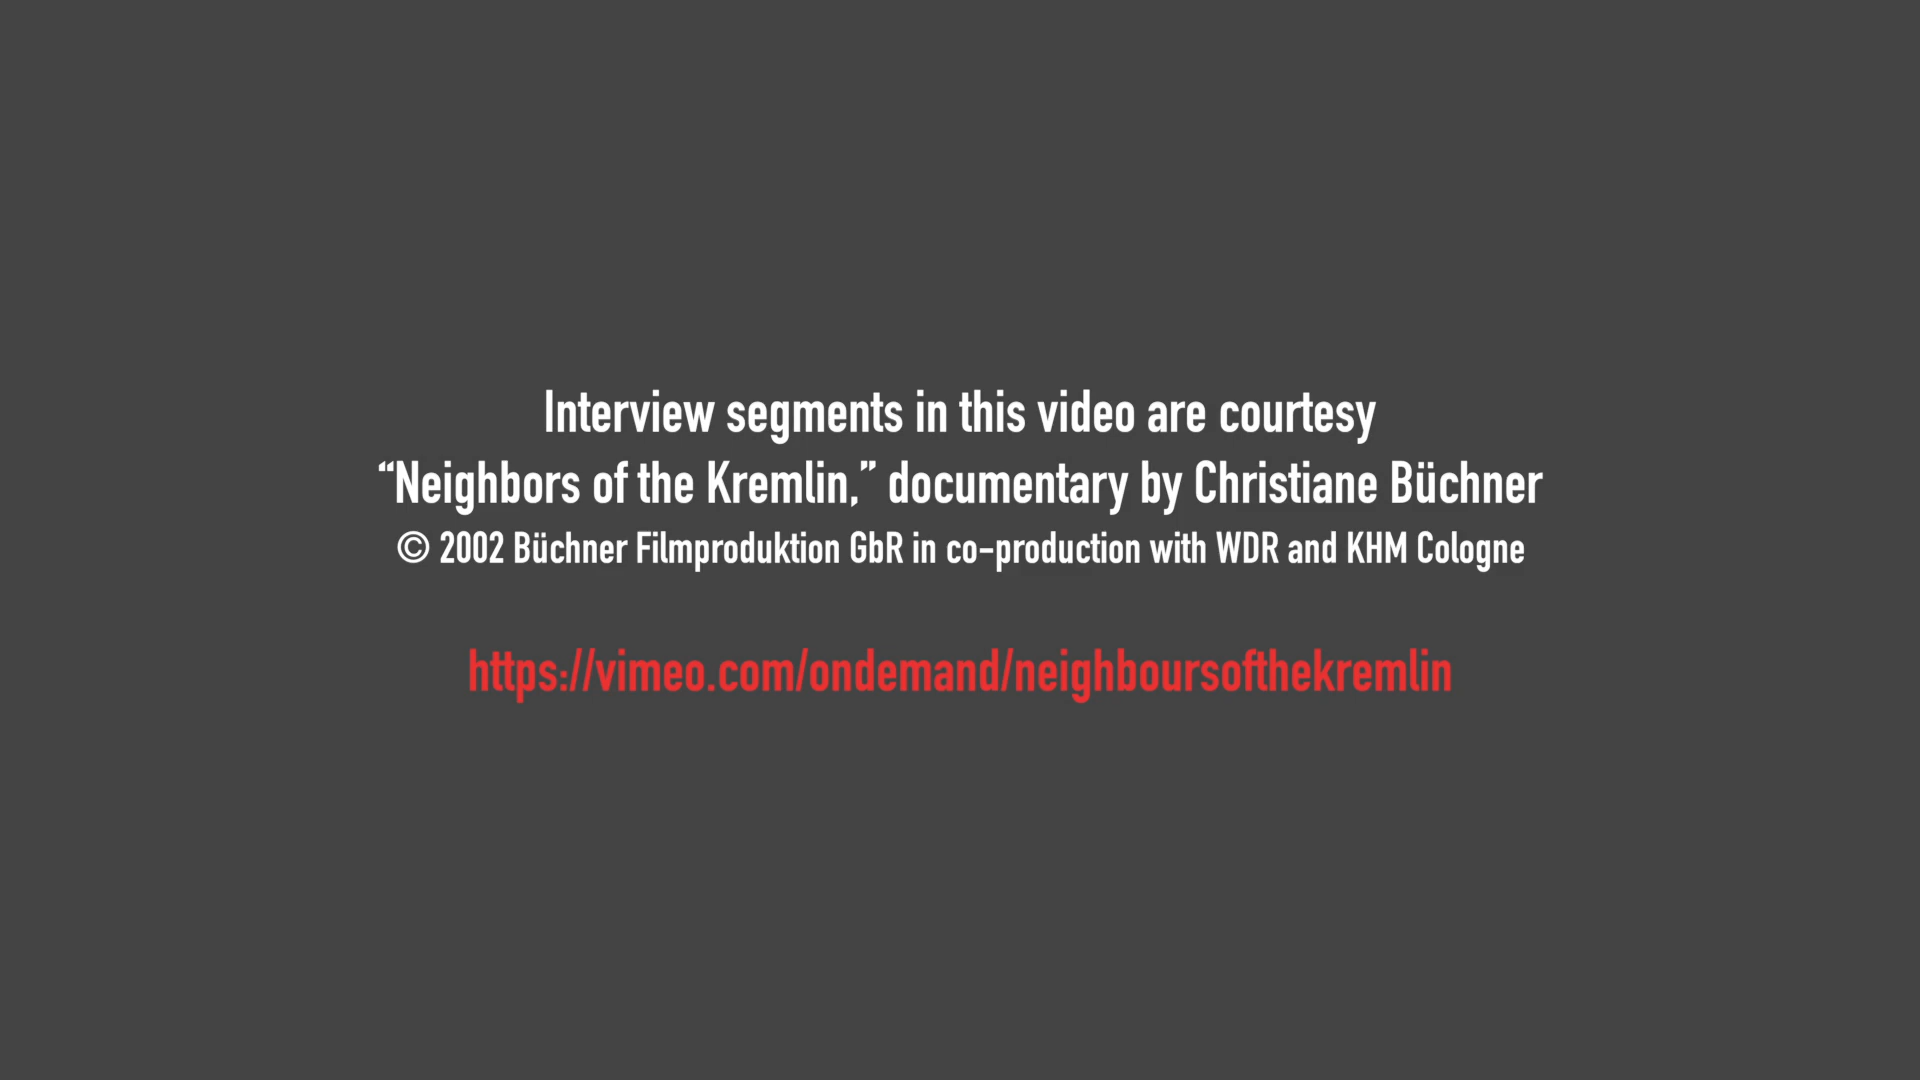 Interview segments in this video are courtesy
“Neighbors of the Kremlin,” documentary by Christiane Büchner
© 2002 Büchner Filmproduktion GbR in co-production with WDR and KHM Cologne
https://vimeo.com/ondemand/neighboursofthekremlin